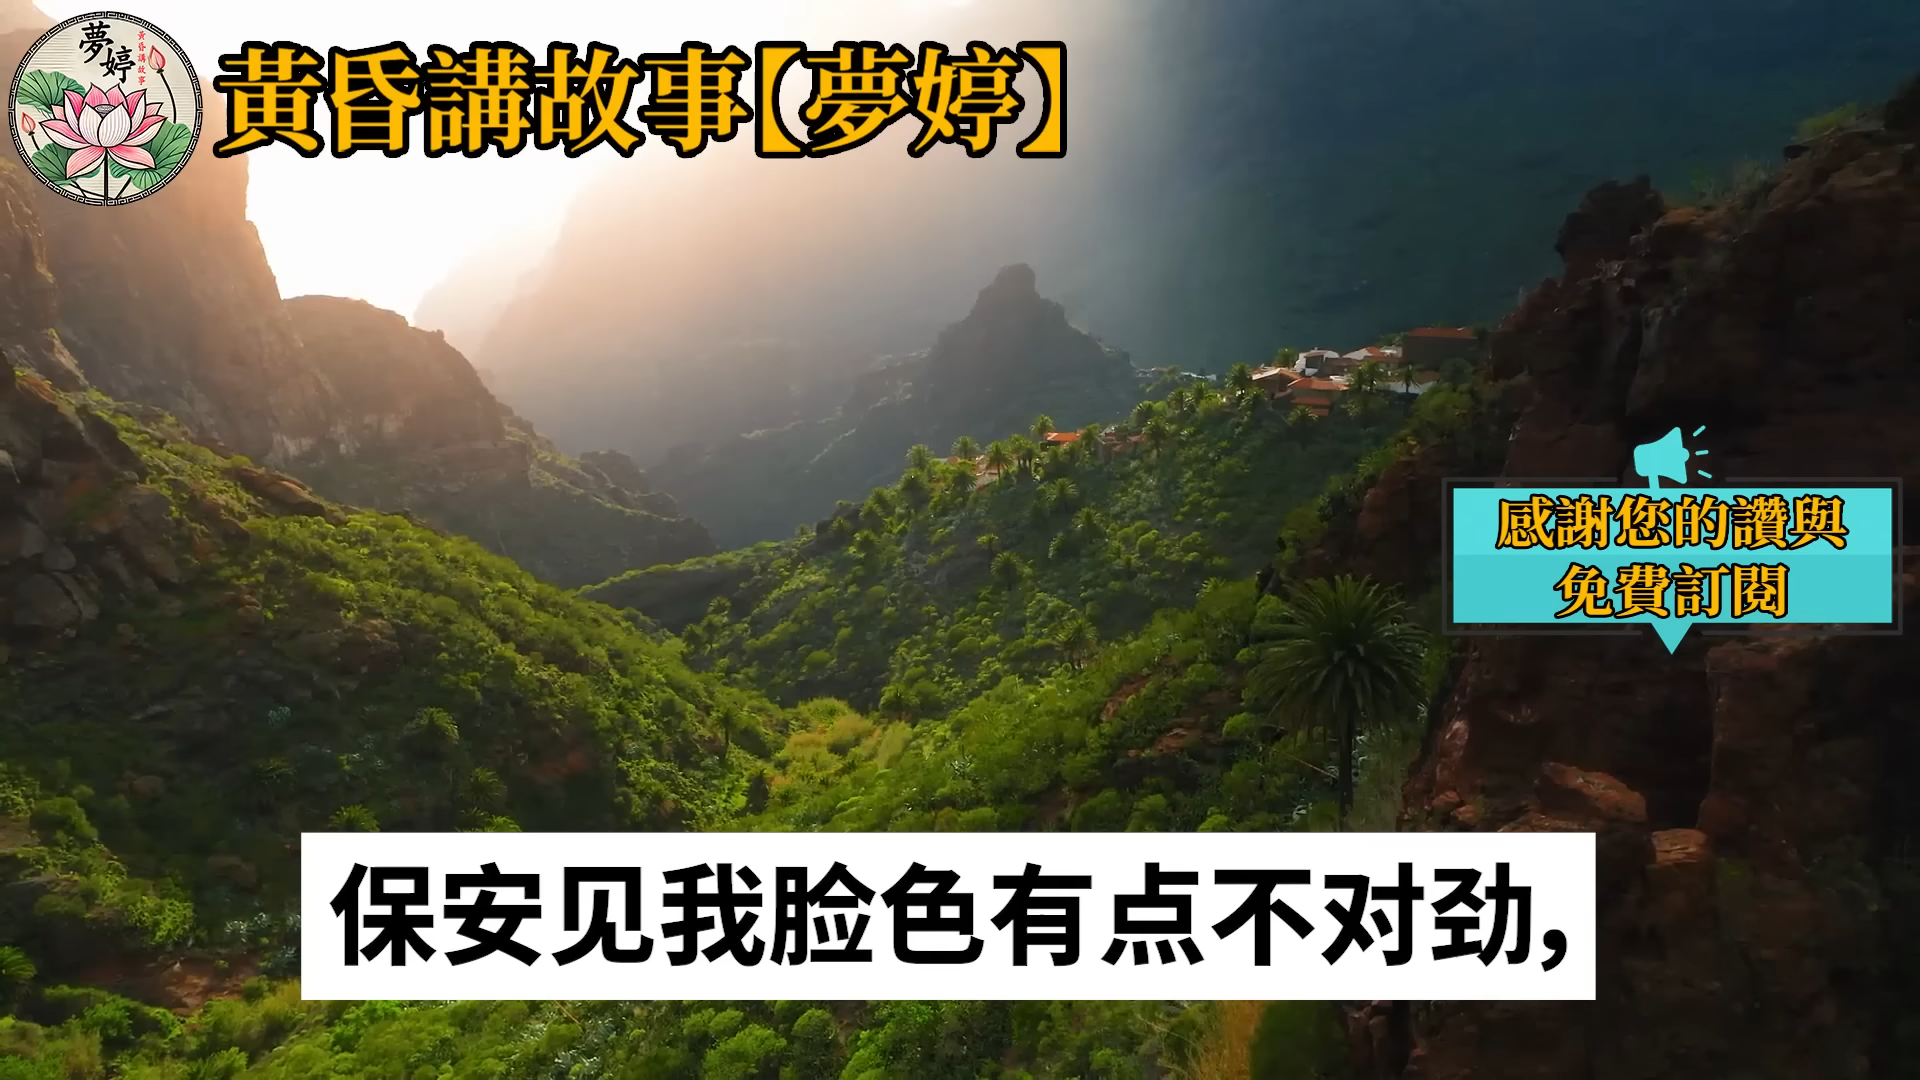 夢婷
黃昏講故事
黃昏講故事【夢婷】
感謝您的讚與
免費訂閱
保安见我脸色有点不对劲,